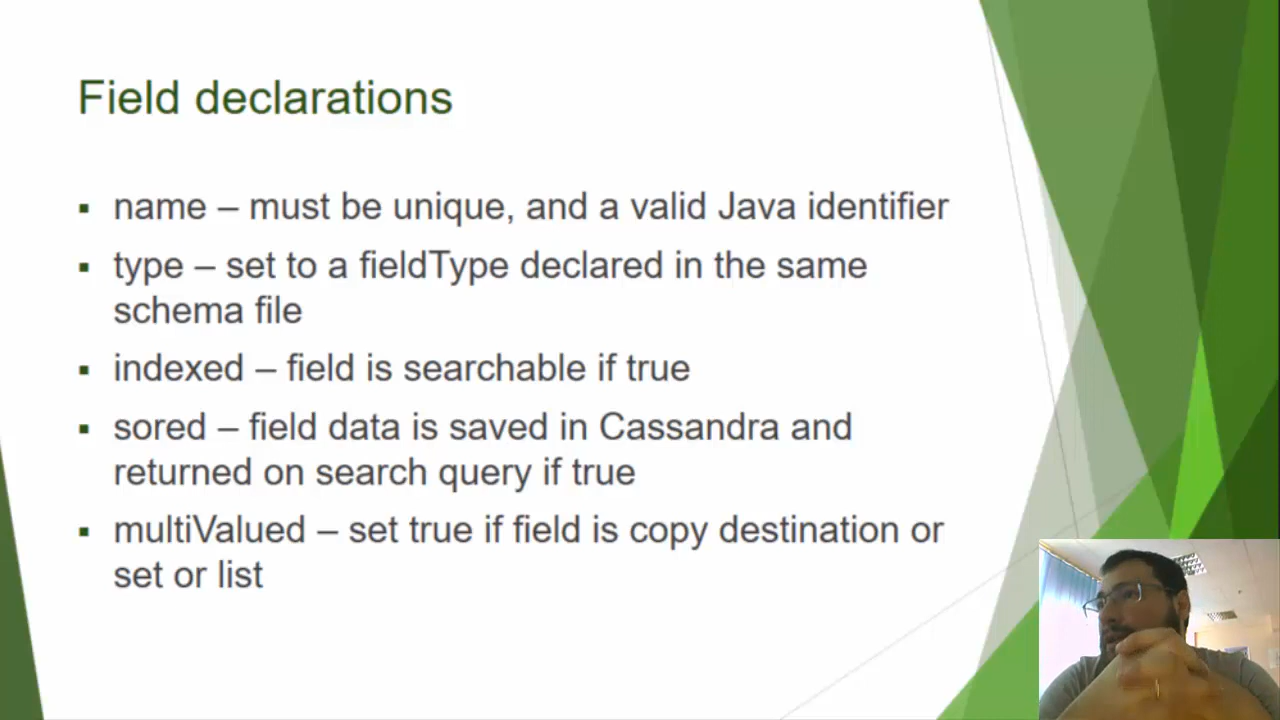 Field declarations
name – must be unique, and a valid Java identifier
type – set to a fieldType declared in the same
schema file
indexed – field is searchable if true
sored – field data is saved in Cassandra and
returned on search query if true
multiValued – set true if field is copy destination or
set or list